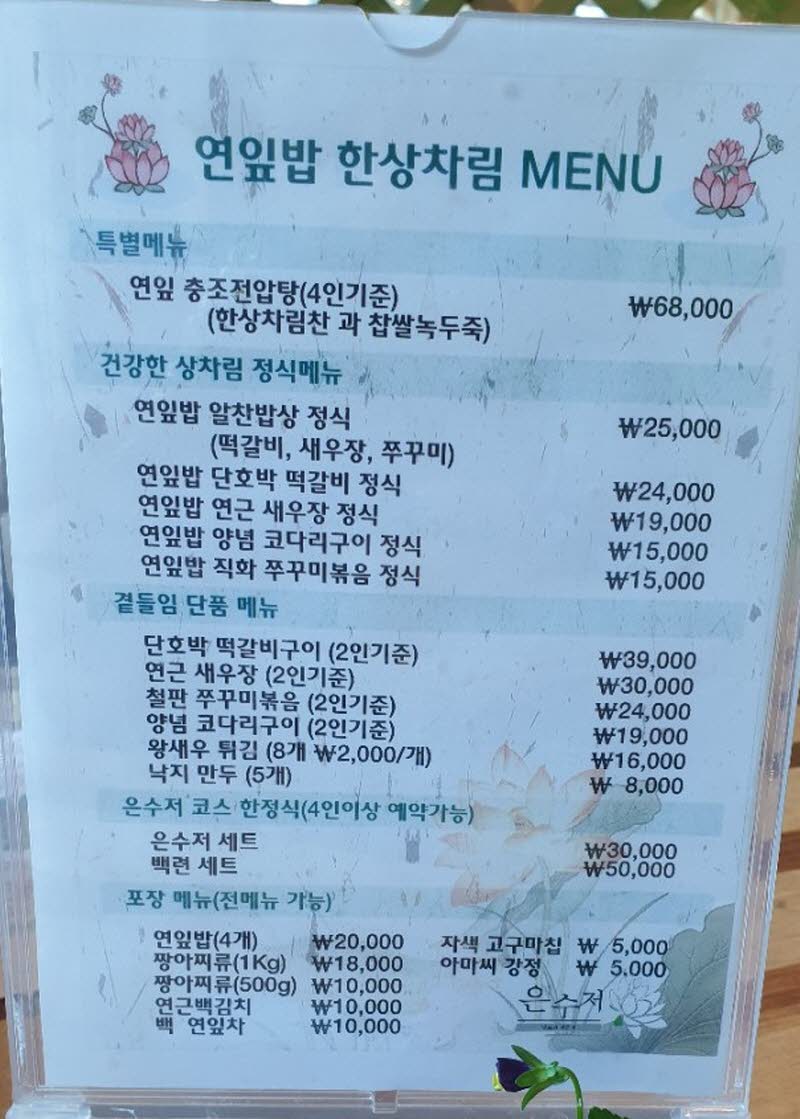 연잎밥 한상차림 MENU
특별메뉴
연잎 충조전압탕(4인기준) ₩68,000
(한상차림찬 과 찹쌀녹두죽)
건강한 상차림 정식메뉴
연잎밥 알찬밥상 정식 ₩25,000
(떡갈비, 새우장, 쭈꾸미)
연잎밥 단호박 떡갈비 정식 ₩24,000
연잎밥 연근 새우장 정식 ₩19,000
연잎밥 양념 코다리구이 정식 ₩15,000
연잎밥 직화 쭈꾸미볶음 정식 ₩15,000
곁들임 단품 메뉴
단호박 떡갈비구이 (2인기준) ₩39,000
연근 새우장 (2인기준) ₩30,000
철판 쭈꾸미볶음 (2인기준) ₩24,000
양념 코다리구이 (2인기준) ₩19,000
왕새우 튀김 (8개 ₩2,000/개) ₩16,000
낙지 만두 (5개) ₩ 8,000
은수저 코스 한정식(4인이상 예약가능)
은수저 세트 ₩30,000
백련 세트 ₩50,000
포장 메뉴(전메뉴 가능)
연잎밥(4개) ₩20,000 자색 고구마칩 ₩ 5,000
짱아찌류(1Kg) ₩18,000 아마씨 강정 ₩ 5.000
짱아찌류(500g) ₩10,000
연근백김치 ₩10,000
백 연잎차 ₩10,000
은수저